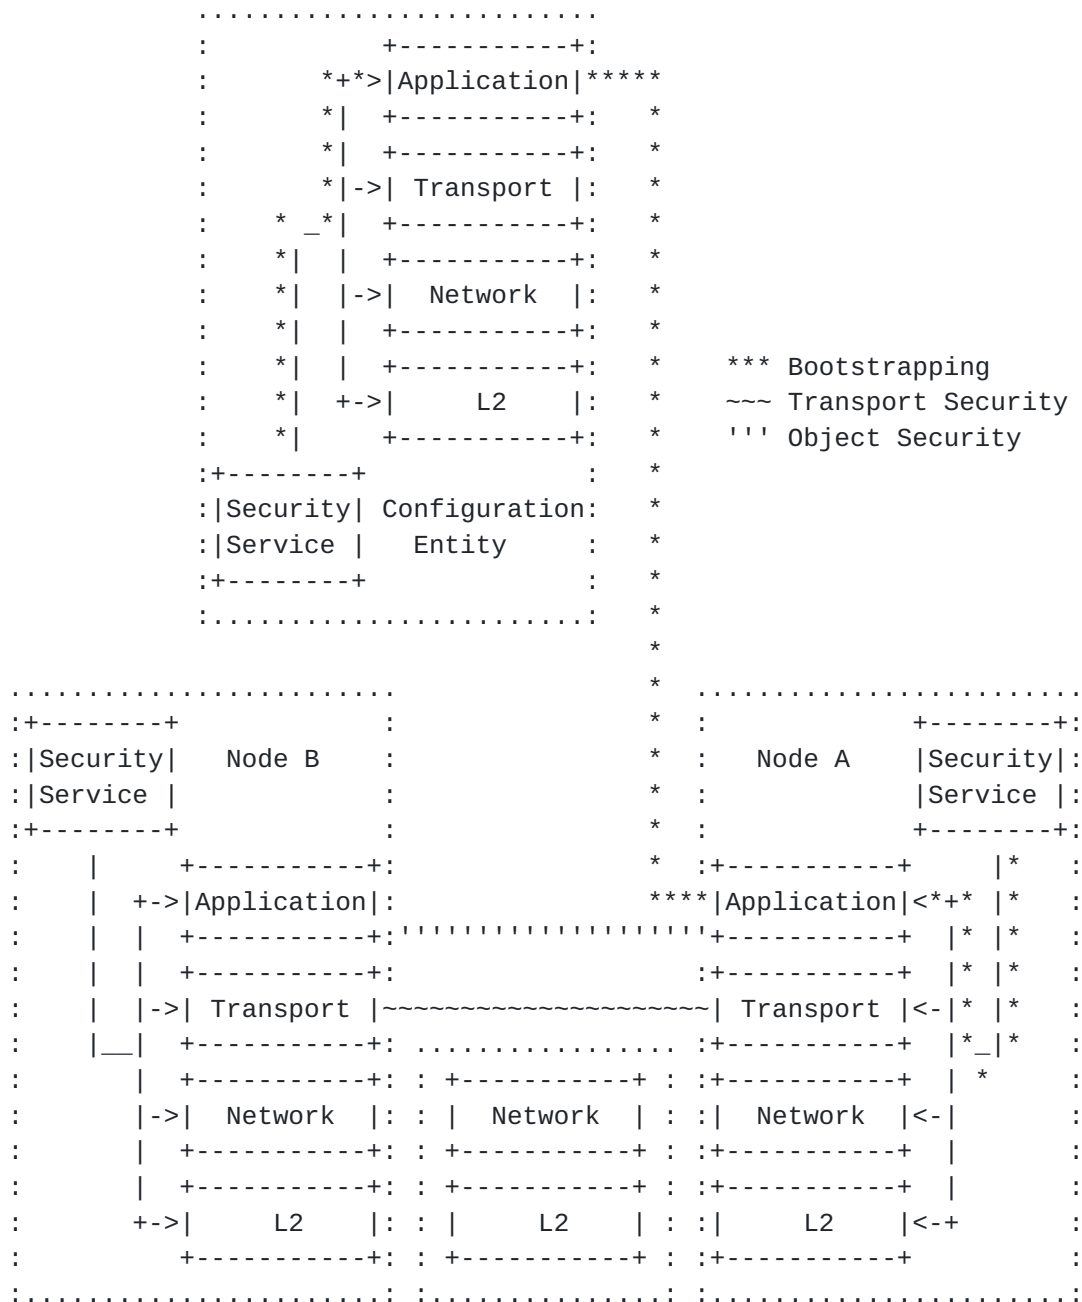 Application
Transport
Network
*** Bootstrapping
L2
~~~ Transport Security
''' Object Security
Security Configuration
Service Entity
Security Node B
Service
Node A Security
Service
Application Application
Transport Transport
Network Network Network
L2 L2 L2